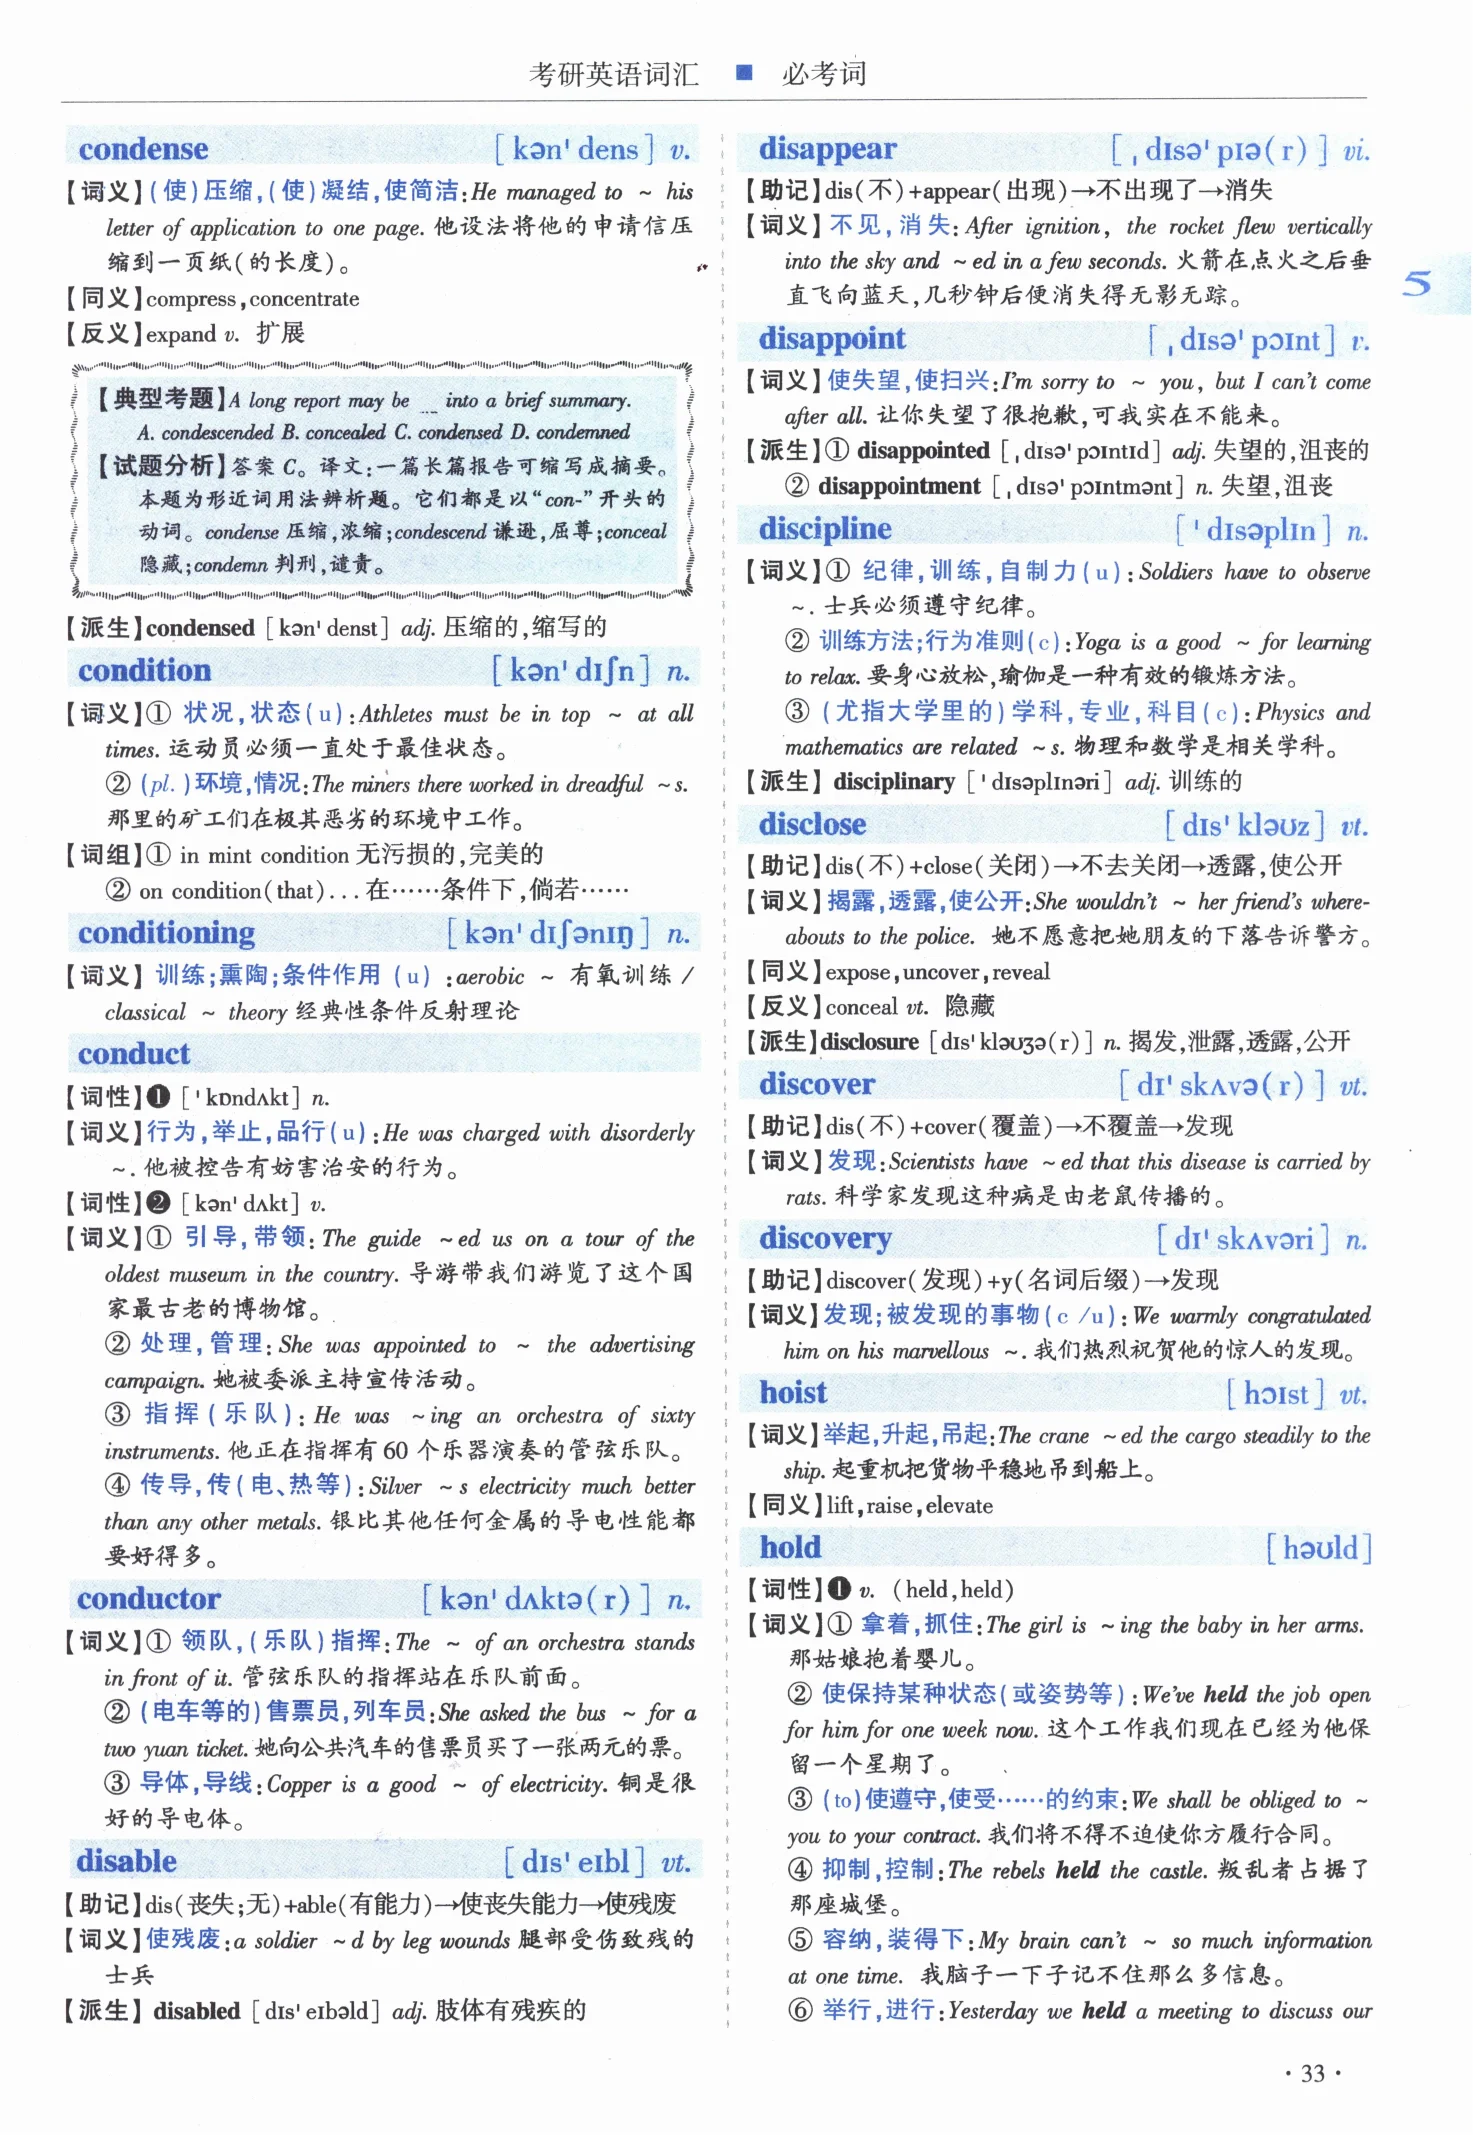 考研英语词汇 ■ 必考词
condense [kən'dens] v.
【词义】(使)压缩,(使)凝结,使简洁:He managed to ~ his
letter of application to one page. 他设法将他的申请信压
缩到一页纸(的长度)。
【同义】compress,concentrate
【反义】expand v. 扩展
【典型考题】A long report may be __ into a brief summary.
A. condescended B. concealed C. condensed D. condemned
【试题分析】答案 C。译文:一篇长篇报告可缩写成摘要。
本题为形近词用法辨析题。它们都是以“con-”开头的
动词。condense 压缩,浓缩;condescend 谦逊,屈尊;conceal
隐藏;condemn 判刑,谴责。
【派生】condensed [kən'denst] adj. 压缩的,缩写的
condition [kən'dɪʃn] n.
【词义】① 状况,状态(u):Athletes must be in top ~ at all
times. 运动员必须一直处于最佳状态。
② (pl.)环境,情况:The miners there worked in dreadful ~s.
那里的矿工们在极其恶劣的环境中工作。
【词组】① in mint condition 无污损的,完美的
② on condition(that)...在……条件下,倘若……
conditioning [kən'dɪʃənɪŋ] n.
【词义】训练;熏陶;条件作用 (u) :aerobic ~ 有氧训练 /
classical ~ theory 经典性条件反射理论
conduct
【词性】❶ ['kɒndʌkt] n.
【词义】行为,举止,品行(u):He was charged with disorderly
~. 他被控告有妨害治安的行为。
【词性】❷ [kən'dʌkt] v.
【词义】① 引导,带领:The guide ~ed us on a tour of the
oldest museum in the country. 导游带我们游览了这个国
家最古老的博物馆。
② 处理,管理:She was appointed to ~ the advertising
campaign. 她被委派主持宣传活动。
③ 指挥(乐队):He was ~ing an orchestra of sixty
instruments. 他正在指挥有 60 个乐器演奏的管弦乐队。
④ 传导,传(电、热等):Silver ~s electricity much better
than any other metals. 银比其他任何金属的导电性能都
要好得多。
conductor [kən'dʌktə(r)] n.
【词义】① 领队,(乐队)指挥:The ~ of an orchestra stands
in front of it. 管弦乐队的指挥站在乐队前面。
② (电车等的)售票员,列车员:She asked the bus ~ for a
two yuan ticket. 她向公共汽车的售票员买了一张两元的票。
③ 导体,导线:Copper is a good ~ of electricity. 铜是很
好的导电体。
disable [dɪs'eɪbl] vt.
【助记】dis(丧失;无)+able(有能力)→使丧失能力→使残废
【词义】使残废:a soldier ~d by leg wounds 腿部受伤致残的
士兵
【派生】disabled [dɪs'eɪbəld] adj. 肢体有残疾的
disappear [ˌdɪsə'pɪə(r)] vi.
【助记】dis(不)+appear(出现)→不出现了→消失
【词义】不见,消失:After ignition, the rocket flew vertically
into the sky and ~ed in a few seconds. 火箭在点火之后垂
直飞向蓝天,几秒钟后便消失得无影无踪。
disappoint [ˌdɪsə'pɔɪnt] v.
【词义】使失望,使扫兴:I'm sorry to ~ you, but I can't come
after all. 让你失望了很抱歉,可我实在不能来。
【派生】① disappointed [ˌdɪsə'pɔɪntɪd] adj. 失望的,沮丧的
② disappointment [ˌdɪsə'pɔɪntmənt] n. 失望,沮丧
discipline ['dɪsəplɪn] n.
【词义】① 纪律,训练,自制力(u):Soldiers have to observe
~. 士兵必须遵守纪律。
② 训练方法;行为准则(c):Yoga is a good ~ for learning
to relax. 要身心放松,瑜伽是一种有效的锻炼方法。
③ (尤指大学里的)学科,专业,科目(c):Physics and
mathematics are related ~s. 物理和数学是相关学科。
【派生】disciplinary ['dɪsəplɪnəri] adj. 训练的
disclose [dɪs'kləʊz] vt.
【助记】dis(不)+close(关闭)→不去关闭→透露,使公开
【词义】揭露,透露,使公开:She wouldn't ~ her friend's where-
abouts to the police. 她不愿意把她朋友的下落告诉警方。
【同义】expose,uncover,reveal
【反义】conceal vt. 隐藏
【派生】disclosure [dɪs'kləʊʒə(r)] n. 揭发,泄露,透露,公开
discover [dɪ'skʌvə(r)] vt.
【助记】dis(不)+cover(覆盖)→不覆盖→发现
【词义】发现:Scientists have ~ed that this disease is carried by
rats. 科学家发现这种病是由老鼠传播的。
discovery [dɪ'skʌvəri] n.
【助记】discover(发现)+y(名词后缀)→发现
【词义】发现;被发现的事物(c /u):We warmly congratulated
him on his marvellous ~. 我们热烈祝贺他的惊人的发现。
hoist [hɔɪst] vt.
【词义】举起,升起,吊起:The crane ~ed the cargo steadily to the
ship. 起重机把货物平稳地吊到船上。
【同义】lift,raise,elevate
hold [həʊld]
【词性】❶ v. (held,held)
【词义】① 拿着,抓住:The girl is ~ing the baby in her arms.
那姑娘抱着婴儿。
② 使保持某种状态(或姿势等):We've held the job open
for him for one week now. 这个工作我们现在已经为他保
留一个星期了。
③ (to)使遵守,使受……的约束:We shall be obliged to ~
you to your contract. 我们将不得不迫使你方履行合同。
④ 抑制,控制:The rebels held the castle. 叛乱者占据了
那座城堡。
⑤ 容纳,装得下:My brain can't ~ so much information
at one time. 我脑子一下子记不住那么多信息。
⑥ 举行,进行:Yesterday we held a meeting to discuss our
5
·33·